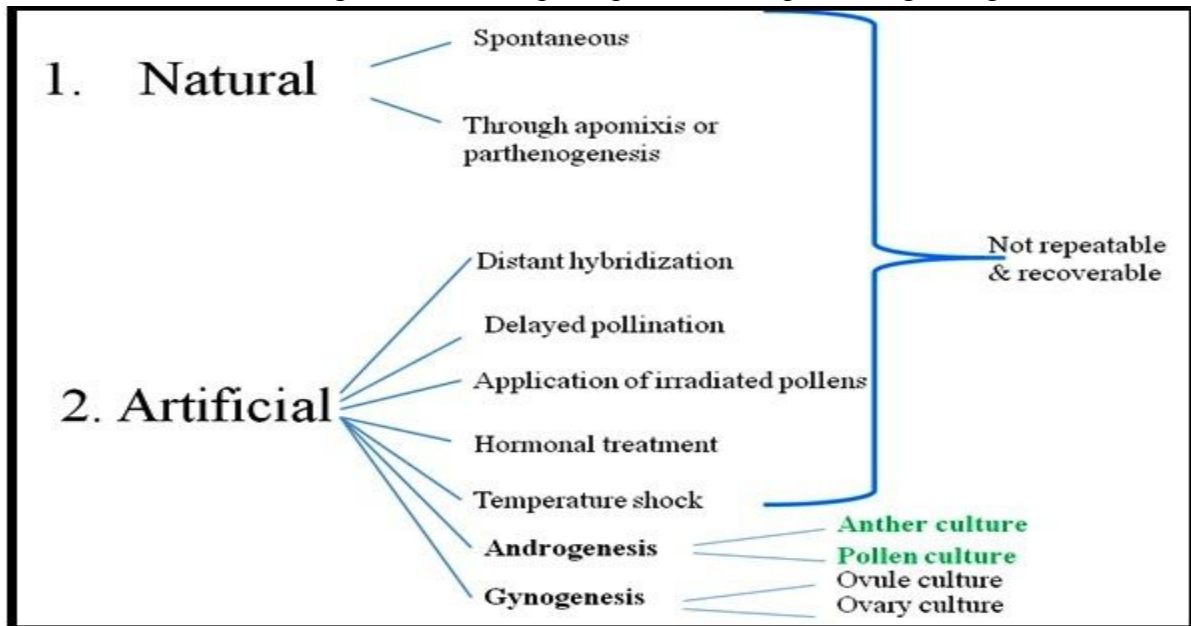 1. Natural
Spontaneous
Through apomixis or
parthenogenesis
Not repeatable
& recoverable
2. Artificial
Distant hybridization
Delayed pollination
Application of irradiated pollens
Hormonal treatment
Temperature shock
Androgenesis
Anther culture
Pollen culture
Gynogenesis
Ovule culture
Ovary culture